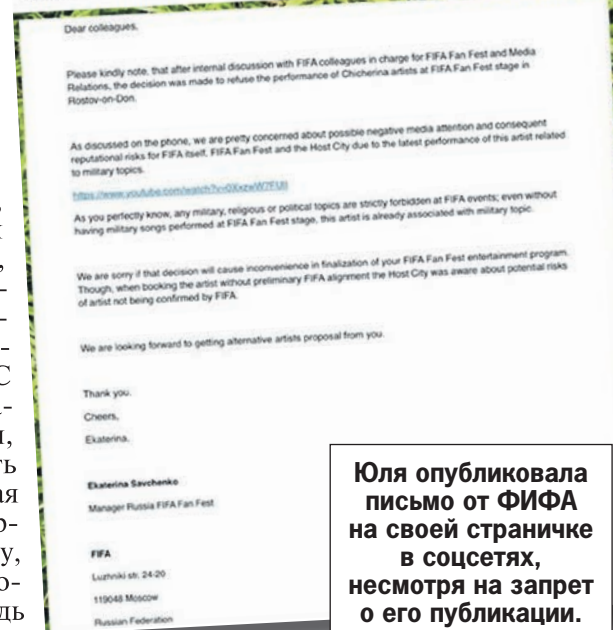 Dear colleagues,
Please kindly note, that after internal discussion with FIFA colleagues in charge for FIFA Fan Fest and Media
Relations, the decision was made to refuse the performance of Chicherina artists at FIFA Fan Fest stage in
Rostov-on-Don.
As discussed on the phone, we are pretty concerned about possible negative media attention and consequent
reputational risks for FIFA itself, FIFA Fan Fest and the Host City due to the latest performance of this artist related
to military topics.
As you perfectly know, any military, religious or political topics are strictly forbidden at FIFA events; even without
having military songs performed at FIFA Fan Fest stage, this artist is already associated with military topic.
We are sorry if that decision will cause inconvenience in finalization of your FIFA Fan Fest entertainment program.
Though, when booking the artist without preliminary FIFA alignment the Host City was aware about potential risks
of artist not being confirmed by FIFA.
We are looking forward to getting alternative artists proposal from you.
Thank you.
Cheers,
Ekaterina.
Ekaterina Savchenko
Manager Russia FIFA Fan Fest
FIFA
Luzhniki str. 24-20
119048 Moscow
Russian Federation
Юля опубликовала
письмо от ФИФА
на своей страничке
в соцсетях,
несмотря на запрет
о его публикации.